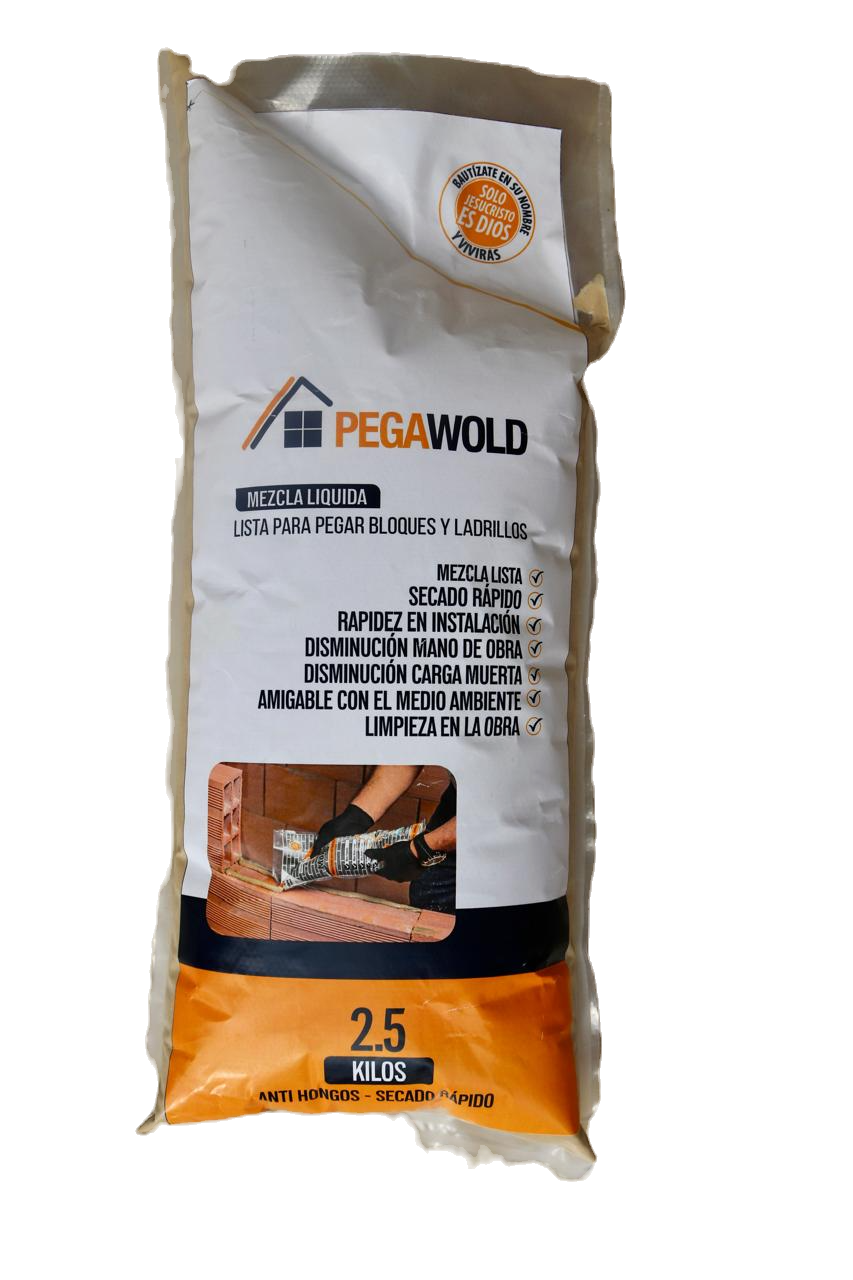 BAUTÍZATE EN SU NOMBRE
SOLO
JESUCRISTO
ES DIOS
Y VIVIRÁS
PEGAWOLD
MEZCLA LIQUIDA
LISTA PARA PEGAR BLOQUES Y LADRILLOS
MEZCLA LISTA
SECADO RÁPIDO
RAPIDEZ EN INSTALACIÓN
DISMINUCIÓN MANO DE OBRA
DISMINUCIÓN CARGA MUERTA
AMIGABLE CON EL MEDIO AMBIENTE
LIMPIEZA EN LA OBRA
2.5
KILOS
ANTI HONGOS - SECADO RÁPIDO